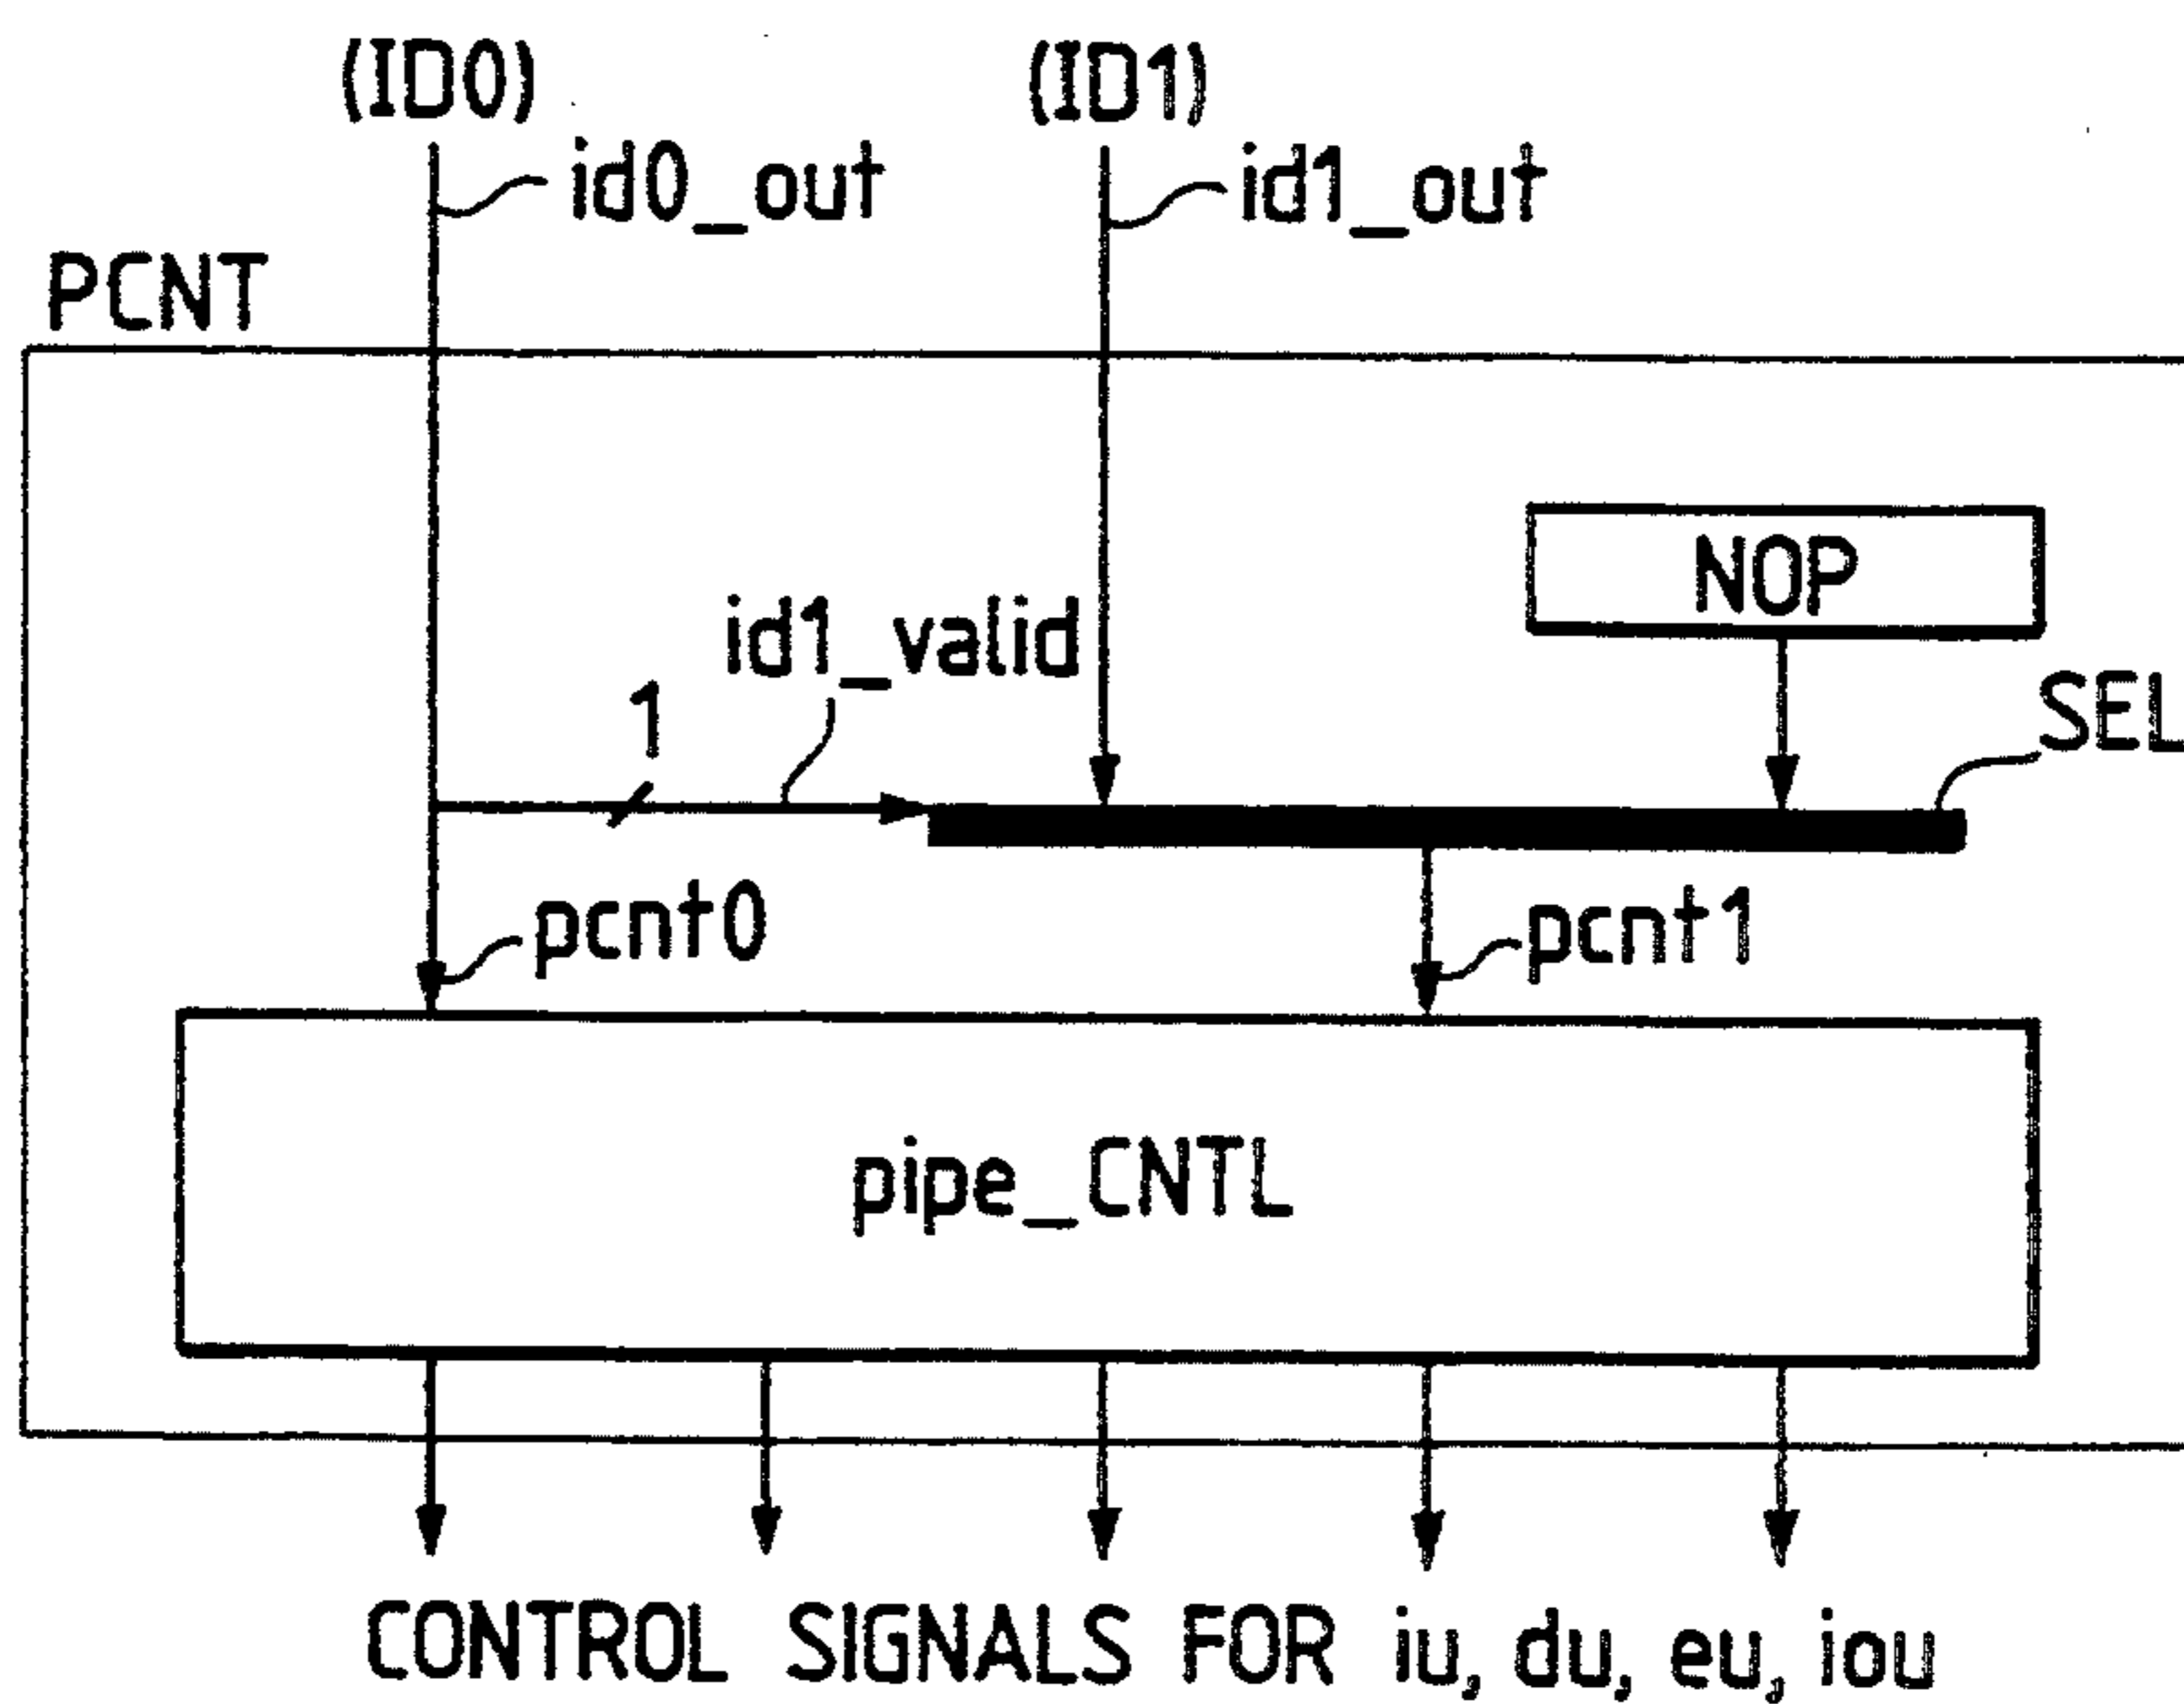 (ID0)
(ID1)
id0_out
id1_out
PCNT
NOP
id1_valid
SEL
1
pcnt0
pcnt1
pipe_CNTL
CONTROL SIGNALS FOR iu, du, eu, iou